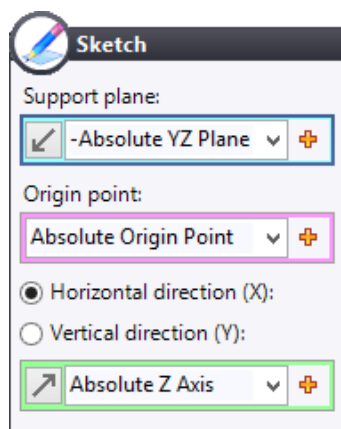 Sketch
Support plane:
-Absolute YZ Plane
Origin point:
Absolute Origin Point
Horizontal direction (X):
Vertical direction (Y):
Absolute Z Axis